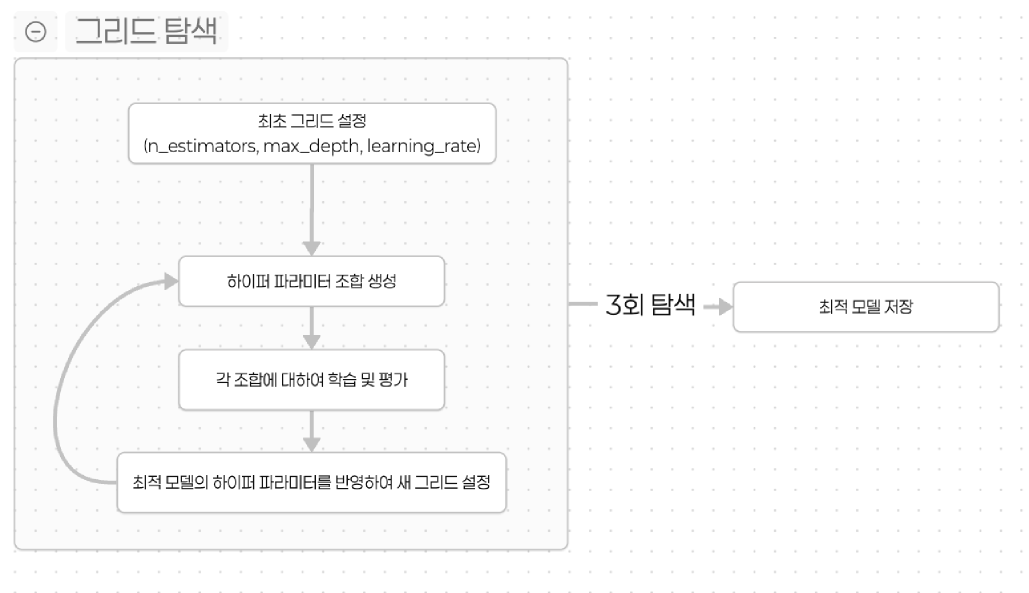 그리드 탐색
최초 그리드 설정
(n_estimators, max_depth, learning_rate)
하이퍼 파라미터 조합 생성
각 조합에 대하여 학습 및 평가
최적 모델의 하이퍼 파라미터를 반영하여 새 그리드 설정
3회 탐색
최적 모델 저장